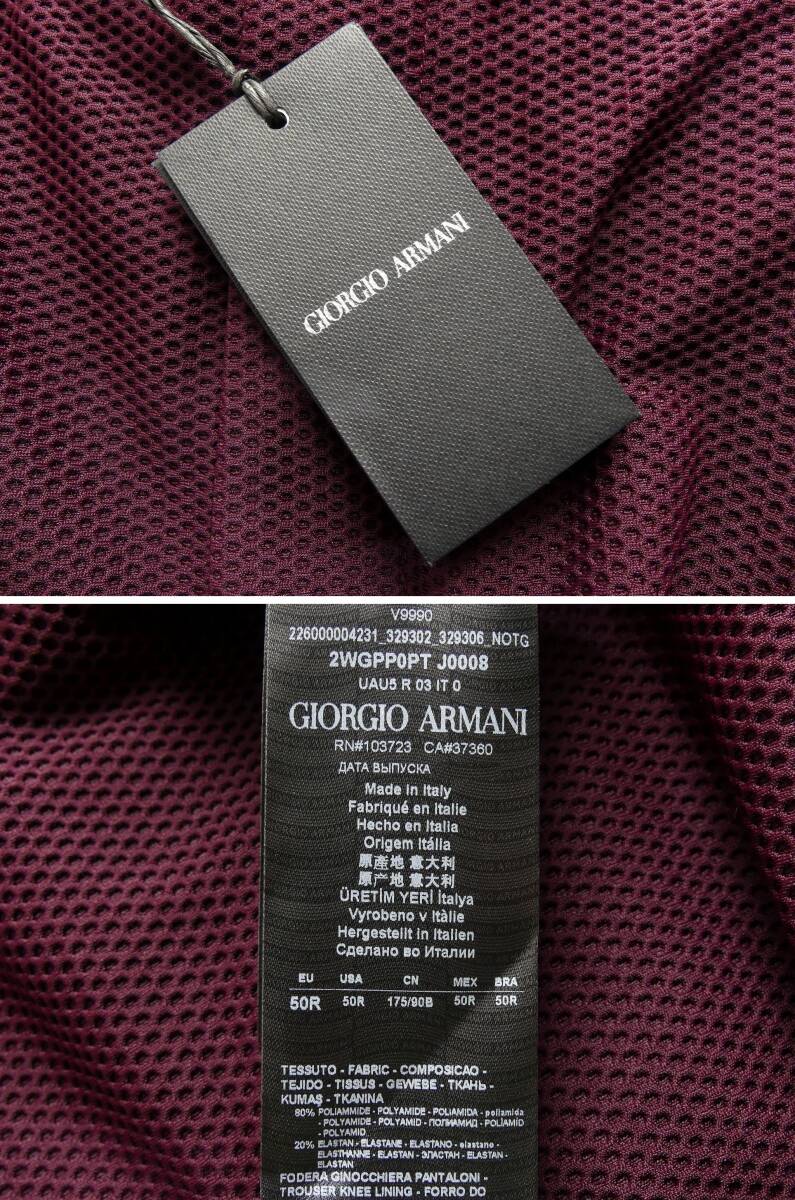 GIORGIO ARMANI
V9990
226000004231_329302_329306_NOTG
2WGPP0PT J0008
UAU5 R 03 IT 0
GIORGIO ARMANI
RN#103723 CA#37360
ДАТА ВЫПУСКА
Made in Italy
Fabriqué en Italie
Hecho en Italia
Origem Itália
原產地 意大利
原产地 意大利
ÜRETİM YERİ İtalya
Vyrobeno v Itàlie
Hergestellt in Italien
Сделано во Италии
EU USA CN MEX BRA
50R 50R 175/90B 50R 50R
TESSUTO - FABRIC - COMPOSICAO -
TEJIDO - TISSUS - GEWEBE - ТКАНЬ -
KUMAŞ - TKANINA
80% POLIAMMIDE - POLYAMIDE - POLIAMIDA - poliamida
- POLYAMIDE - POLYAMID - ПОЛИАМИД - POLİAMİD
- POLYAMID
20% ELASTAN - ELASTANE - ELASTANO - elastano -
ELASTHANNE - ELASTAN - ЭЛАСТАН - ELASTAN -
ELASTAN
FODERA GINOCCHIERA PANTALONI -
TROUSER KNEE LINING - FORRO DO